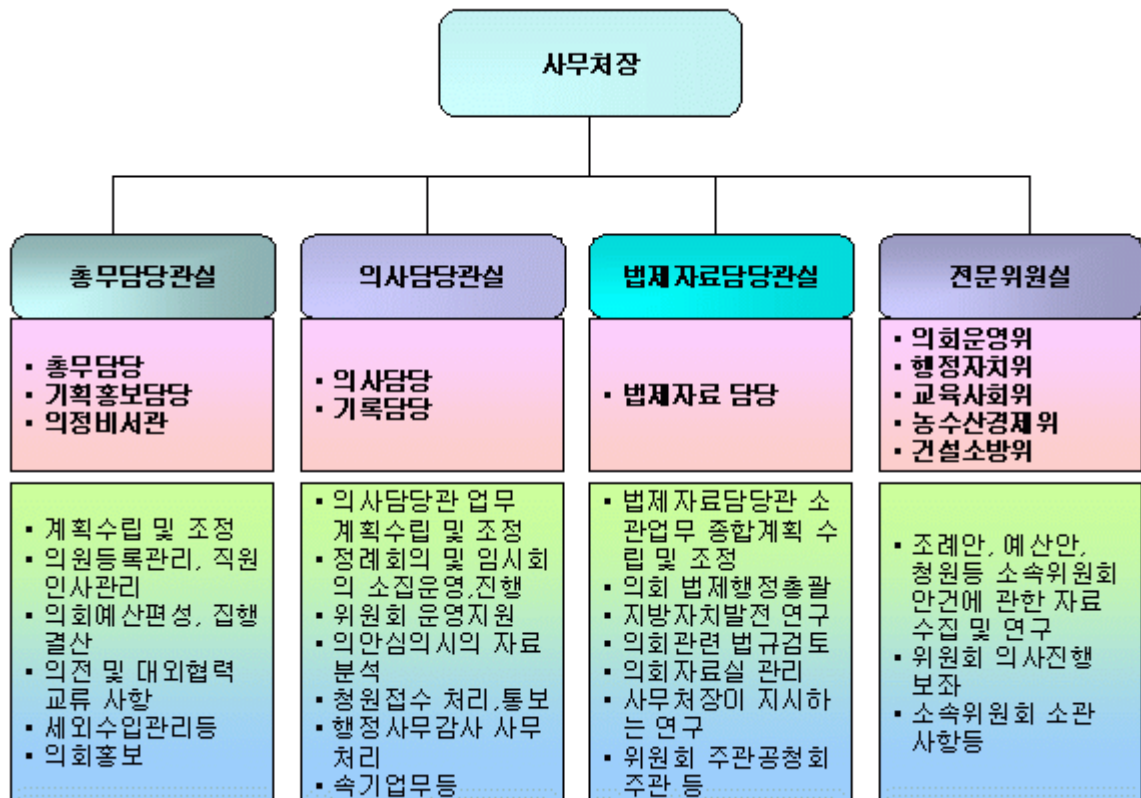 사무처장
총무담당관실
▪ 총무담당
▪ 기획홍보담당
▪ 의정비서관
▪ 계획수립 및 조정
▪ 의원등록관리, 직원
인사관리
▪ 의회예산편성, 집행
결산
▪ 의전 및 대외협력
교류 사항
▪ 세외수입관리등
▪ 의회홍보
의사담당관실
▪ 의사담당
▪ 기록담당
▪ 의사담당관 업무
계획수립 및 조정
▪ 정례회의 및 임시회
의 소집운영,진행
▪ 위원회 운영지원
▪ 의안심의시의 자료
분석
▪ 청원접수 처리,통보
▪ 행정사무감사 사무
처리
▪ 속기업무등
법제자료담당관실
▪ 법제자료 담당
▪ 법제자료담당관 소
관업무 종합계획 수
립 및 조정
▪ 의회 법제행정총괄
▪ 지방자치발전 연구
▪ 의회관련 법규검토
▪ 의회자료실 관리
▪ 사무처장이 지시하
는 연구
▪ 위원회 주관공청회
주관 등
전문위원실
▪ 의회운영위
▪ 행정자치위
▪ 교육사회위
▪ 농수산경제위
▪ 건설소방위
▪ 조례안, 예산안,
청원등 소속위원회
안건에 관한 자료
수집 및 연구
▪ 위원회 의사진행
보좌
▪ 소속위원회 소관
사항등